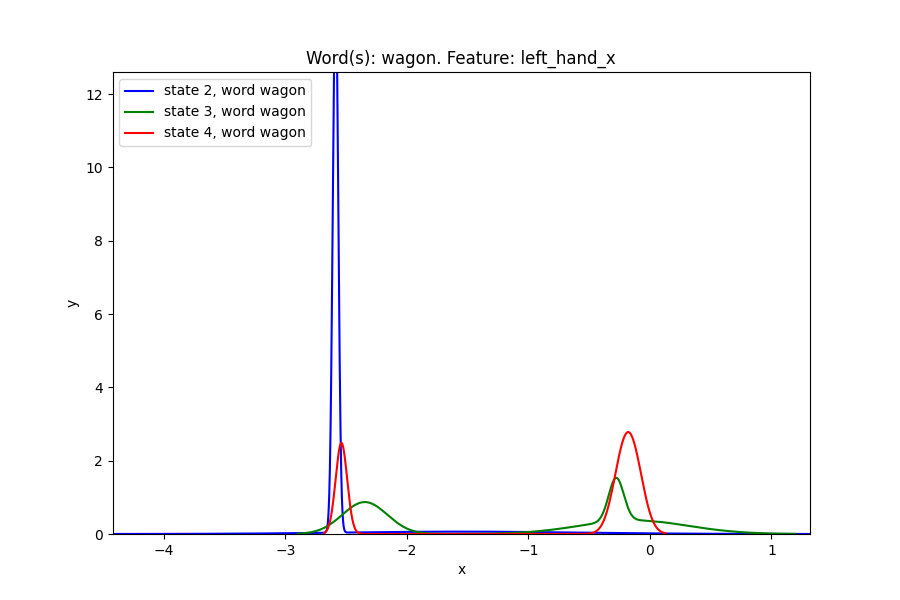 Word(s): wagon. Feature: left_hand_x
state 2, word wagon
state 3, word wagon
state 4, word wagon
12
10
8
6
4
2
0
y
−4 −3 −2 −1 0 1
x